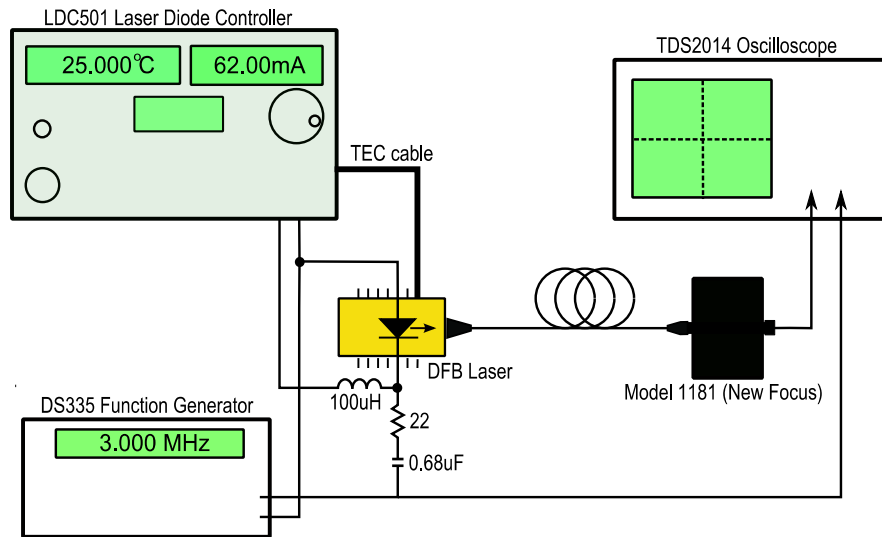 LDC501 Laser Diode Controller
25.000°C
62.00mA
TDS2014 Oscilloscope
TEC cable
DFB Laser
100uH
Model 1181 (New Focus)
DS335 Function Generator
22
3.000 MHz
0.68uF